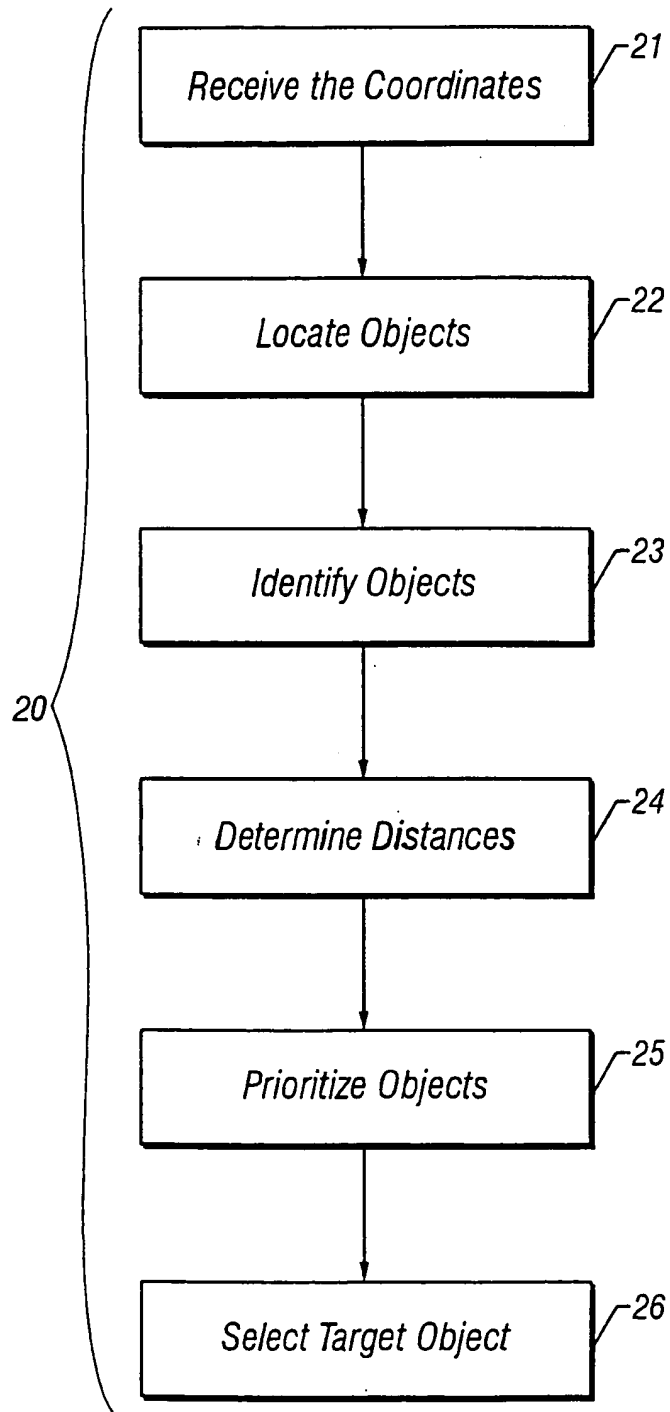 Receive the Coordinates
21
Locate Objects
22
Identify Objects
23
20
Determine Distances
24
Prioritize Objects
25
Select Target Object
26